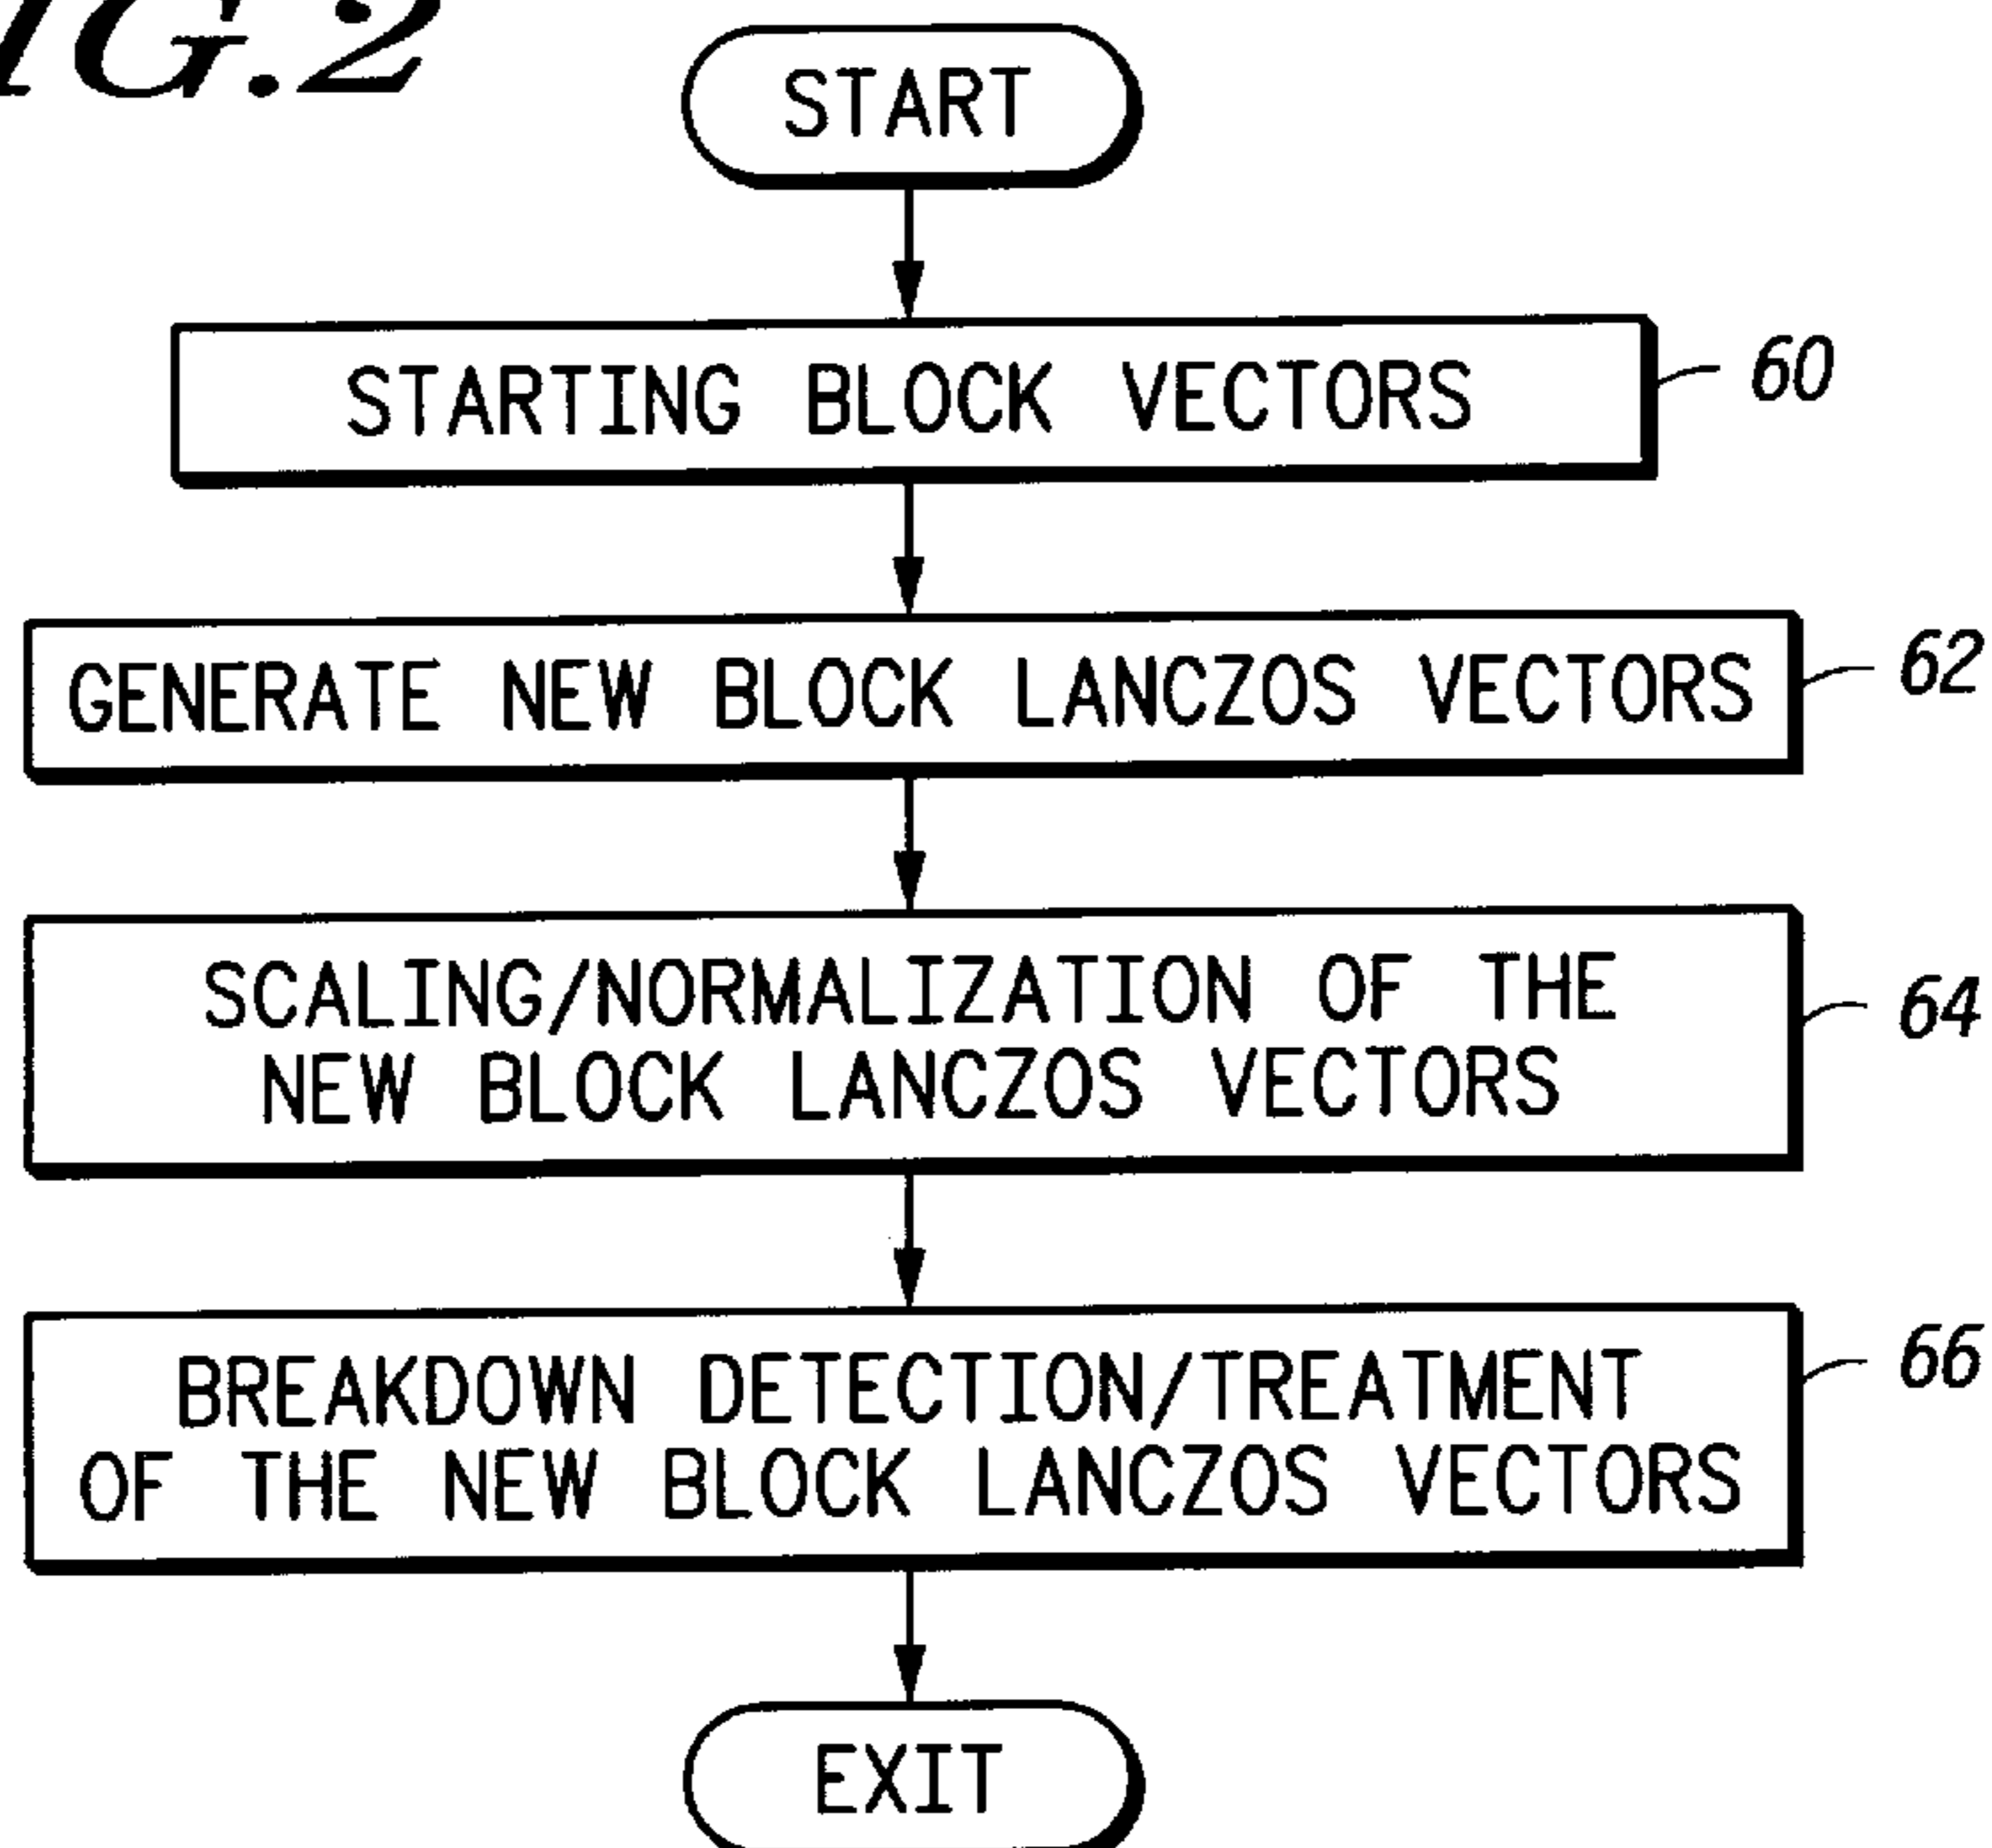 IG.2
START
STARTING BLOCK VECTORS
60
GENERATE NEW BLOCK LANCZOS VECTORS
62
SCALING/NORMALIZATION OF THE
NEW BLOCK LANCZOS VECTORS
64
BREAKDOWN DETECTION/TREATMENT
OF THE NEW BLOCK LANCZOS VECTORS
66
EXIT